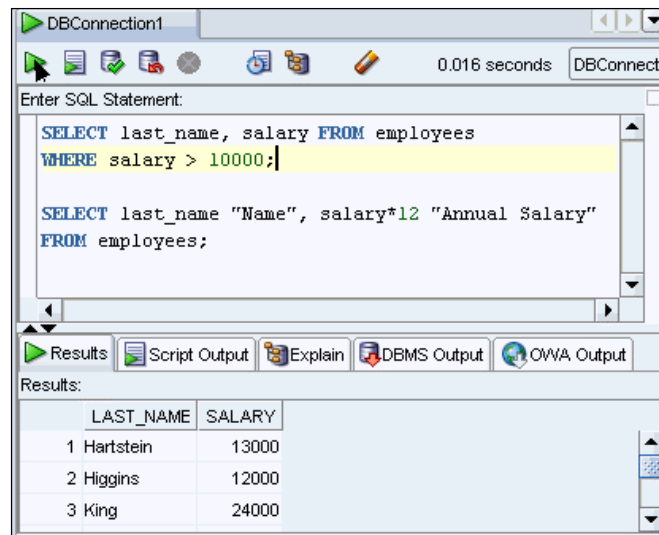 DBConnection1
0.016 seconds DBConnect
Enter SQL Statement:
SELECT last_name, salary FROM employees
WHERE salary > 10000;
SELECT last_name "Name", salary*12 "Annual Salary"
FROM employees;
Results Script Output Explain DBMS Output OWA Output
Results:
LAST_NAME SALARY
1 Hartstein 13000
2 Higgins 12000
3 King 24000